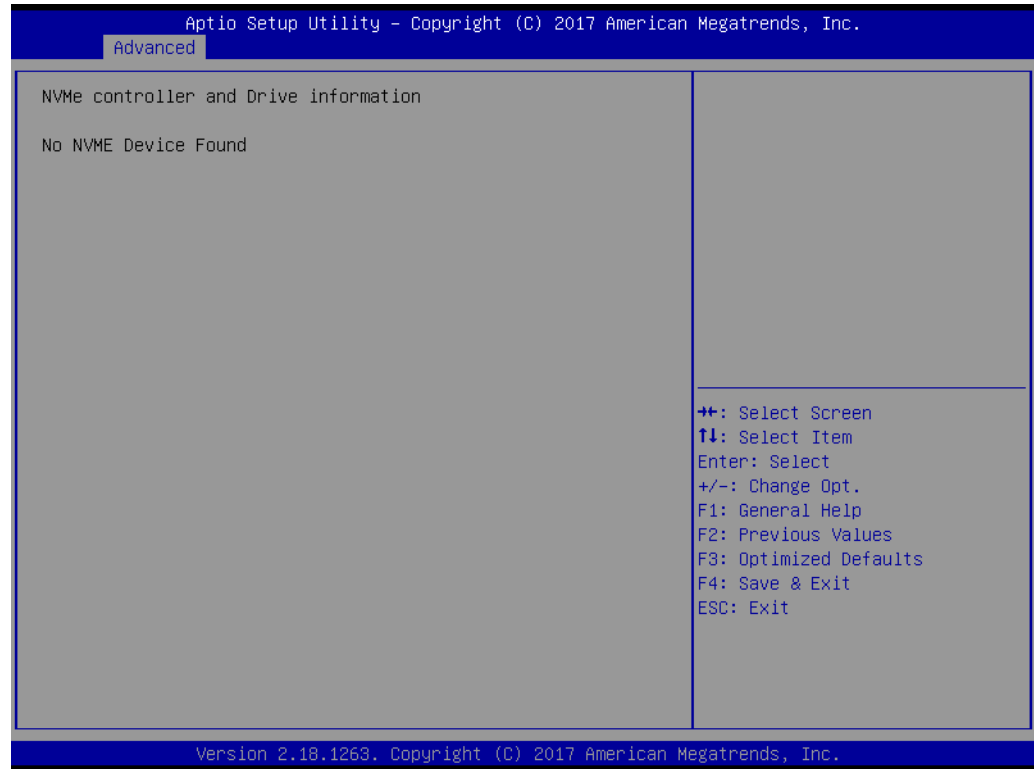 Aptio Setup Utility – Copyright (C) 2017 American Megatrends, Inc.
Advanced
NVMe controller and Drive information
No NVME Device Found
→←: Select Screen
↑↓: Select Item
Enter: Select
+/-: Change Opt.
F1: General Help
F2: Previous Values
F3: Optimized Defaults
F4: Save & Exit
ESC: Exit
Version 2.18.1263. Copyright (C) 2017 American Megatrends, Inc.